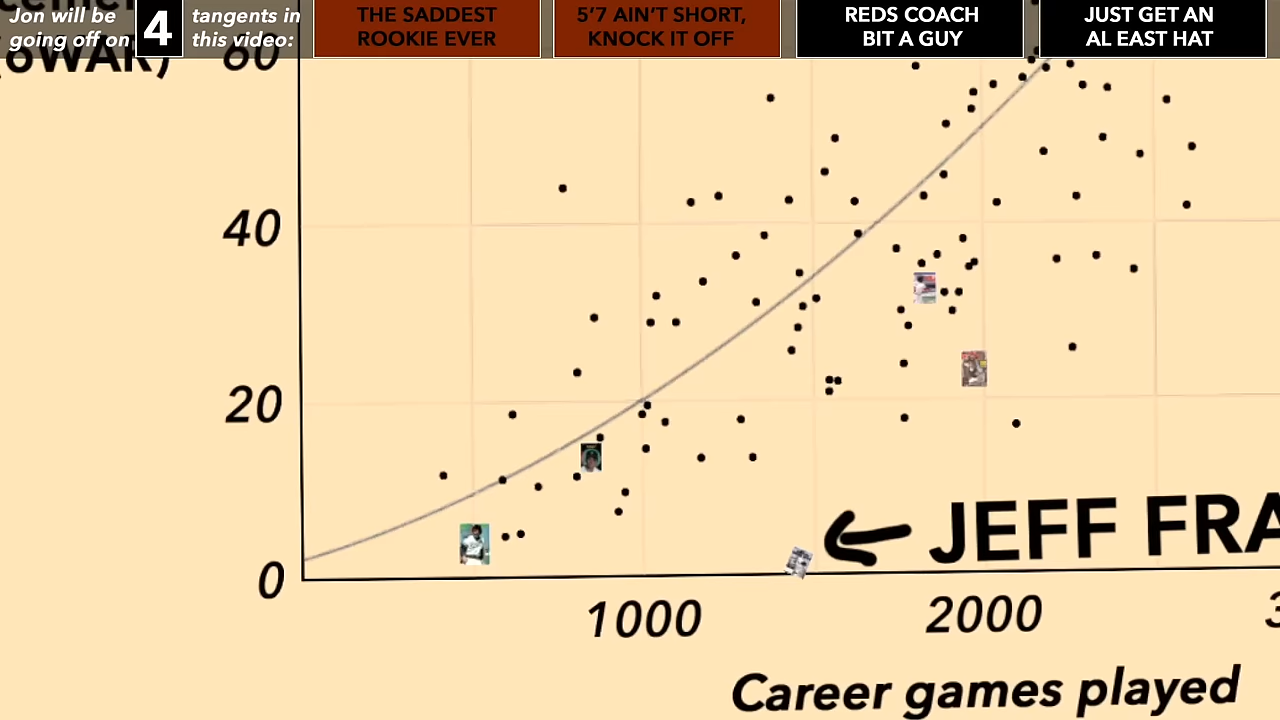 Jon will be
going off on
4
tangents in
this video:
THE SADDEST
ROOKIE EVER
5'7 AIN'T SHORT,
KNOCK IT OFF
REDS COACH
BIT A GUY
JUST GET AN
AL EAST HAT
(bWAR)
60
40
20
0
JEFF FRA
1000
2000
3
Career games played